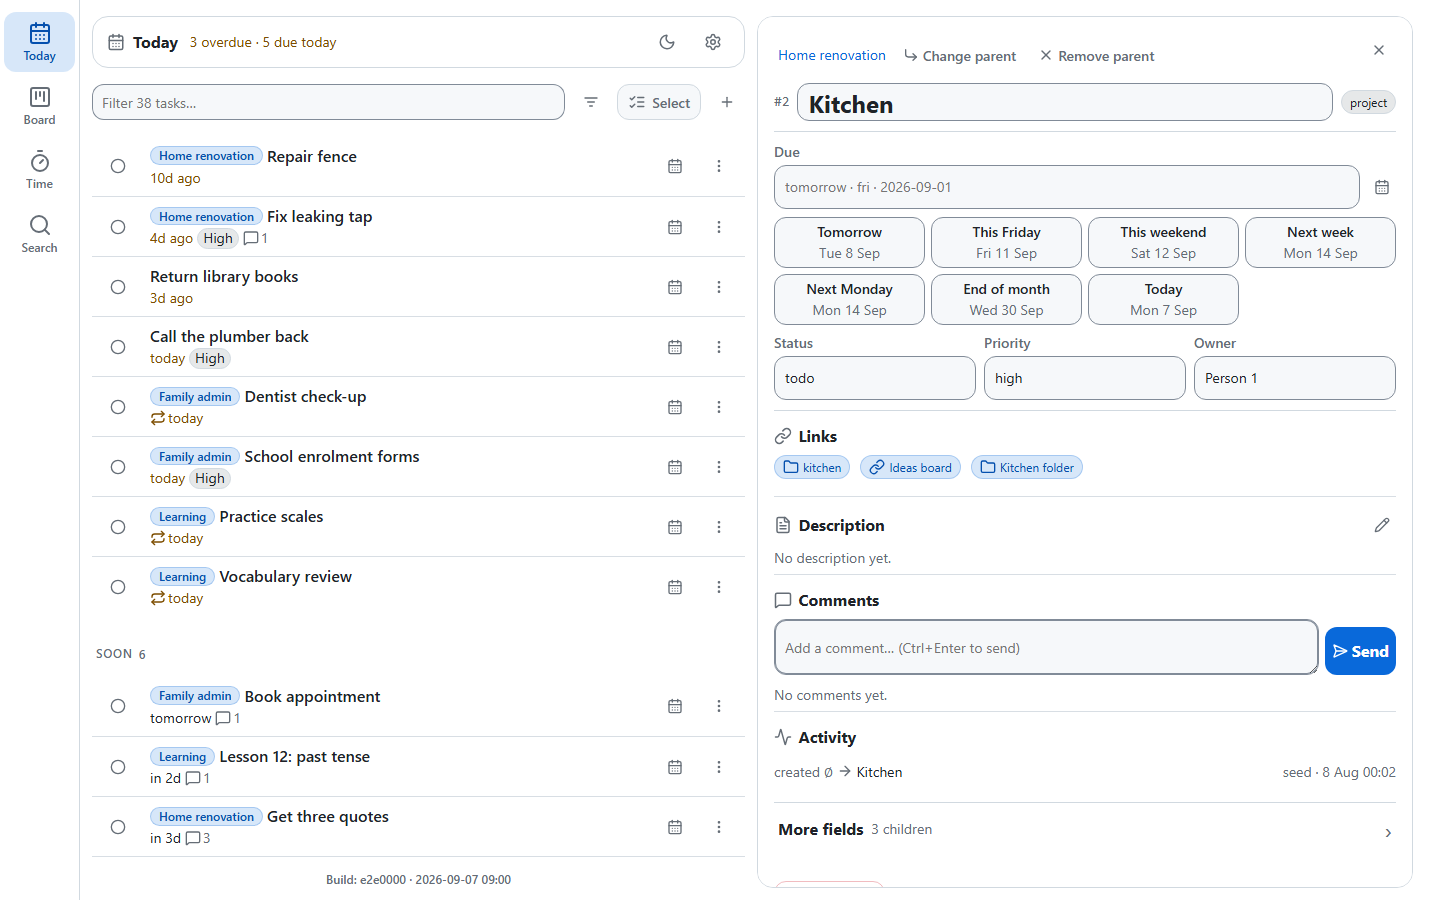 Today
Board
Time
Search
Today 3 overdue · 5 due today
Filter 38 tasks...
Select
Home renovation Repair fence
10d ago
Home renovation Fix leaking tap
4d ago High 1
Return library books
3d ago
Call the plumber back
today High
Family admin Dentist check-up
today
Family admin School enrolment forms
today High
Learning Practice scales
today
Learning Vocabulary review
today
SOON 6
Family admin Book appointment
tomorrow 1
Learning Lesson 12: past tense
in 2d 1
Home renovation Get three quotes
in 3d 3
Build: e2e0000 · 2026-09-07 09:00
Home renovation Change parent Remove parent
#2 Kitchen project
Due
tomorrow · fri · 2026-09-01
Tomorrow This Friday This weekend Next week
Tue 8 Sep Fri 11 Sep Sat 12 Sep Mon 14 Sep
Next Monday End of month Today
Mon 14 Sep Wed 30 Sep Mon 7 Sep
Status Priority Owner
todo high Person 1
Links
kitchen Ideas board Kitchen folder
Description
No description yet.
Comments
Add a comment... (Ctrl+Enter to send)
Send
No comments yet.
Activity
created ∅ → Kitchen seed · 8 Aug 00:02
More fields 3 children